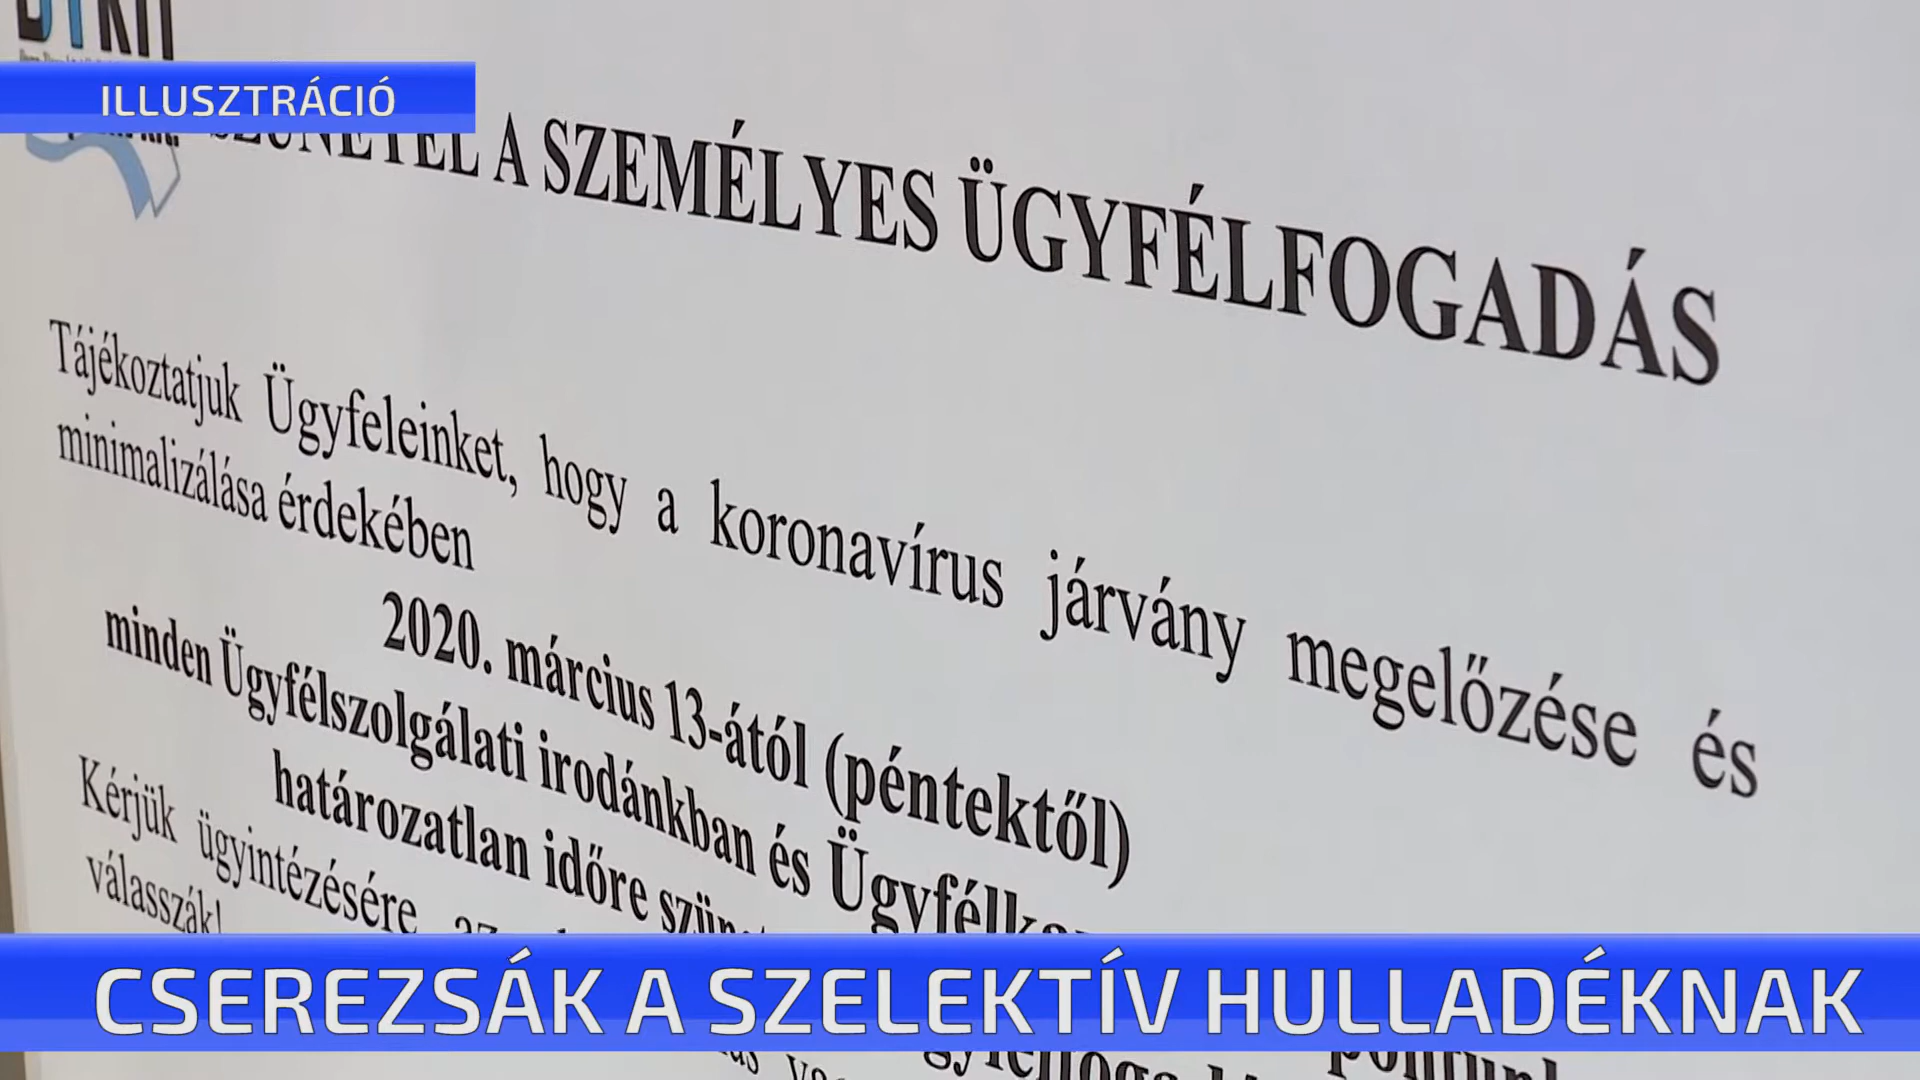 ILLUSZTRÁCIÓ
SZÜNETEL A SZEMÉLYES ÜGYFÉLFOGADÁS
Tájékoztatjuk Ügyfeleinket, hogy a koronavírus járvány megelőzése és
minimalizálása érdekében
2020. március 13-ától (péntektől)
minden Ügyfélszolgálati irodánkban és
határozatlan időre
Kérjük ügyintézésére az
válasszák!
CSEREZSÁK A SZELEKTÍV HULLADÉKNAK